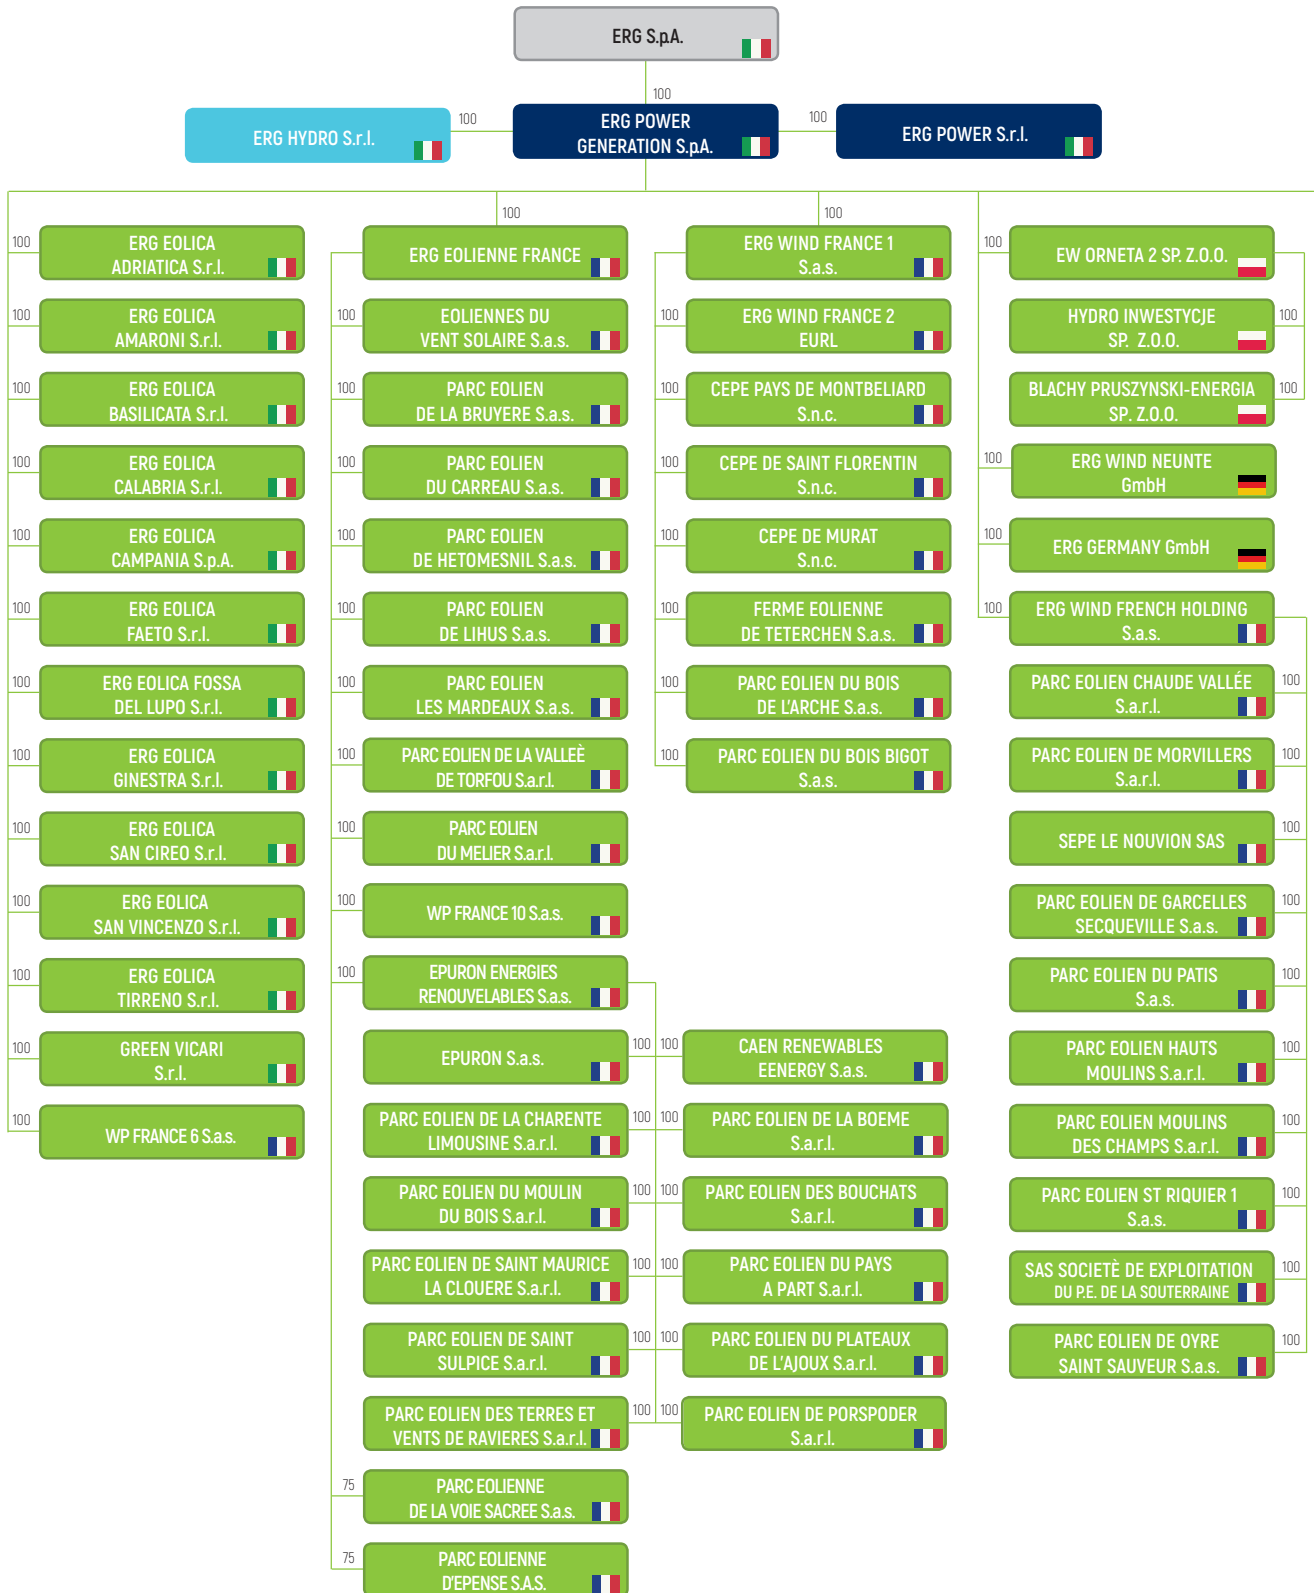 ERG S.p.A.
100
ERG HYDRO S.r.l.
100
ERG POWER
GENERATION S.p.A.
100
ERG POWER S.r.l.
100
ERG EOLICA
ADRIATICA S.r.l.
100
ERG EOLICA
AMARONI S.r.l.
100
ERG EOLICA
BASILICATA S.r.l.
100
ERG EOLICA
CALABRIA S.r.l.
100
ERG EOLICA
CAMPANIA S.p.A.
100
ERG EOLICA
FAETO S.r.l.
100
ERG EOLICA FOSSA
DEL LUPO S.r.l.
100
ERG EOLICA
GINESTRA S.r.l.
100
ERG EOLICA
SAN CIREO S.r.l.
100
ERG EOLICA
SAN VINCENZO S.r.l.
100
ERG EOLICA
TIRRENO S.r.l.
100
GREEN VICARI
S.r.l.
100
WP FRANCE 6 S.a.s.
100
ERG EOLIENNE FRANCE
100
EOLIENNES DU
VENT SOLAIRE S.a.s.
100
PARC EOLIEN
DE LA BRUYERE S.a.s.
100
PARC EOLIEN
DU CARREAU S.a.s.
100
PARC EOLIEN
DE HETOMESNIL S.a.s.
100
PARC EOLIEN
DE LIHUS S.a.s.
100
PARC EOLIEN
LES MARDEAUX S.a.s.
100
PARC EOLIEN DE LA VALLEÈ
DE TORFOU S.a.r.l.
100
PARC EOLIEN
DU MELIER S.a.r.l.
100
WP FRANCE 10 S.a.s.
100
EPURON ENERGIES
RENOUVELABLES S.a.s.
EPURON S.a.s.
100
100
CAEN RENEWABLES
EENERGY S.a.s.
PARC EOLIEN DE LA CHARENTE
LIMOUSINE S.a.r.l.
100
100
PARC EOLIEN DE LA BOEME
S.a.r.l.
PARC EOLIEN DU MOULIN
DU BOIS S.a.r.l.
100
100
PARC EOLIEN DES BOUCHATS
S.a.r.l.
PARC EOLIEN DE SAINT MAURICE
LA CLOUERE S.a.r.l.
100
100
PARC EOLIEN DU PAYS
A PART S.a.r.l.
PARC EOLIEN DE SAINT
SULPICE S.a.r.l.
100
100
PARC EOLIEN DU PLATEAUX
DE L'AJOUX S.a.r.l.
PARC EOLIEN DES TERRES ET
VENTS DE RAVIERES S.a.r.l.
100
100
PARC EOLIEN DE PORSPODER
S.a.r.l.
75
PARC EOLIENNE
DE LA VOIE SACREE S.a.s.
75
PARC EOLIENNE
D'EPENSE S.A.S.
100
ERG WIND FRANCE 1
S.a.s.
100
ERG WIND FRANCE 2
EURL
100
CEPE PAYS DE MONTBELIARD
S.n.c.
100
CEPE DE SAINT FLORENTIN
S.n.c.
100
CEPE DE MURAT
S.n.c.
100
FERME EOLIENNE
DE TETERCHEN S.a.s.
100
PARC EOLIEN DU BOIS
DE L'ARCHE S.a.s.
100
PARC EOLIEN DU BOIS BIGOT
S.a.s.
100
EW ORNETA 2 SP. Z.O.O.
HYDRO INWESTYCJE
SP. Z.O.O.
100
BLACHY PRUSZYNSKI-ENERGIA
SP. Z.O.O.
100
100
ERG WIND NEUNTE
GmbH
100
ERG GERMANY GmbH
100
ERG WIND FRENCH HOLDING
S.a.s.
PARC EOLIEN CHAUDE VALLÉE
S.a.r.l.
100
PARC EOLIEN DE MORVILLERS
S.a.r.l.
100
SEPE LE NOUVION SAS
100
PARC EOLIEN DE GARCELLES
SECQUEVILLE S.a.s.
100
PARC EOLIEN DU PATIS
S.a.s.
100
PARC EOLIEN HAUTS
MOULINS S.a.r.l.
100
PARC EOLIEN MOULINS
DES CHAMPS S.a.r.l.
100
PARC EOLIEN ST RIQUIER 1
S.a.s.
100
SAS SOCIETÈ DE EXPLOITATION
DU P.E. DE LA SOUTERRAINE
100
PARC EOLIEN DE OYRE
SAINT SAUVEUR S.a.s.
100